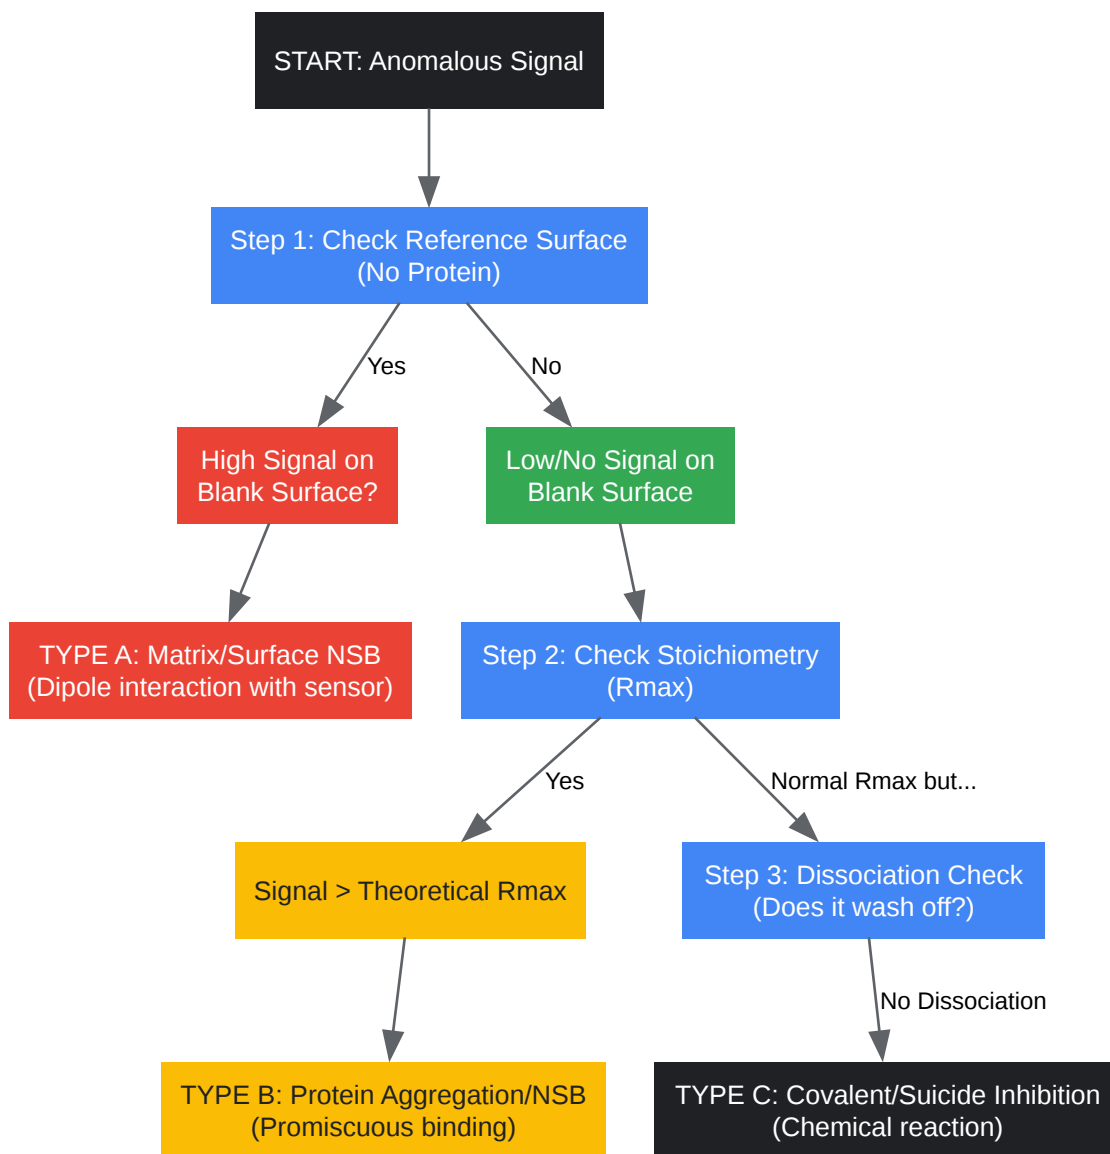 START: Anomalous Signal
Step 1: Check Reference Surface
(No Protein)
Yes
No
High Signal on
Blank Surface?
Low/No Signal on
Blank Surface
TYPE A: Matrix/Surface NSB
(Dipole interaction with sensor)
Step 2: Check Stoichiometry
(Rmax)
Yes
Normal Rmax but...
Signal > Theoretical Rmax
Step 3: Dissociation Check
(Does it wash off?)
No Dissociation
TYPE B: Protein Aggregation/NSB
(Promiscuous binding)
TYPE C: Covalent/Suicide Inhibition
(Chemical reaction)